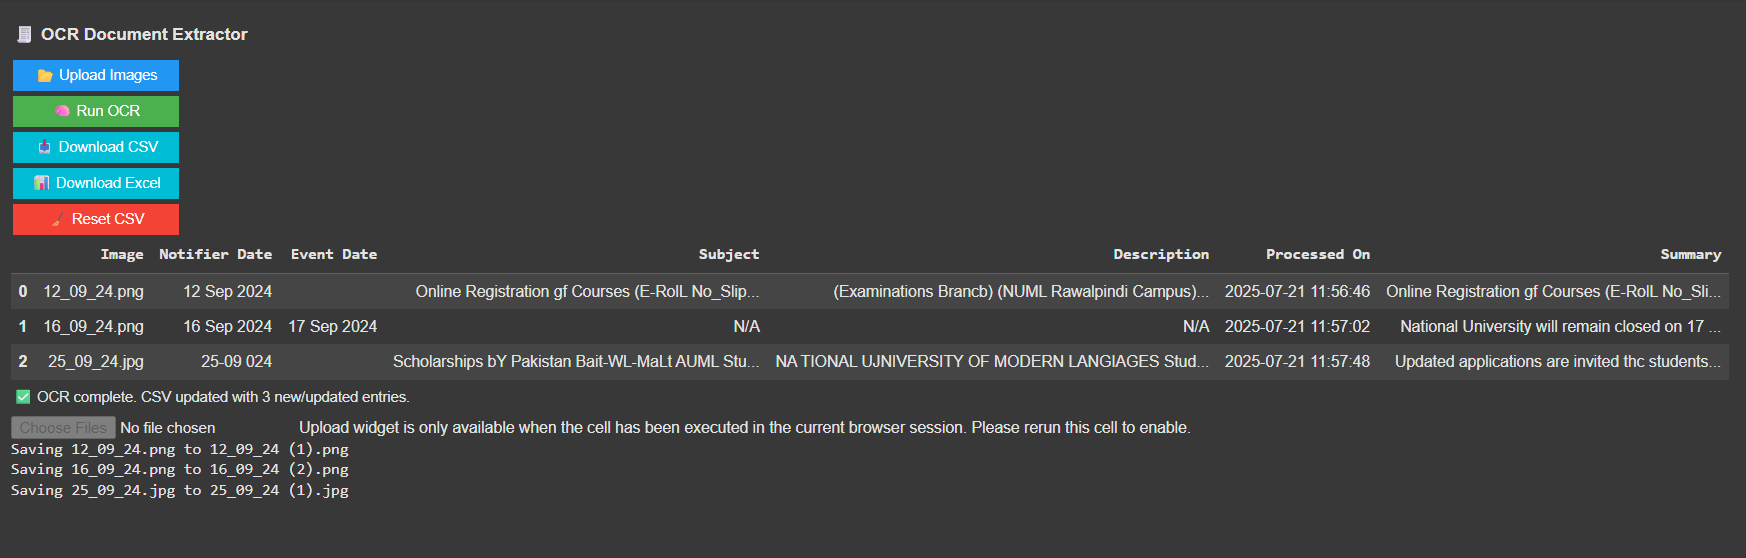 OCR Document Extractor
Upload Images
Run OCR
Download CSV
Download Excel
Reset CSV
Image Notifier Date Event Date Subject Description Processed On Summary
0 12_09_24.png 12 Sep 2024 Online Registration gf Courses (E-RolL No_Slip... (Examinations Brancb) (NUML Rawalpindi Campus)... 2025-07-21 11:56:46 Online Registration gf Courses (E-RolL No_Sli...
1 16_09_24.png 16 Sep 2024 17 Sep 2024 N/A N/A 2025-07-21 11:57:02 National University will remain closed on 17 ...
2 25_09_24.jpg 25-09 024 Scholarships bY Pakistan Bait-WL-MaLt AUML Stu... NA TIONAL UJNIVERSITY OF MODERN LANGIAGES Stud... 2025-07-21 11:57:48 Updated applications are invited thc students...
OCR complete. CSV updated with 3 new/updated entries.
Choose Files No file chosen Upload widget is only available when the cell has been executed in the current browser session. Please rerun this cell to enable.
Saving 12_09_24.png to 12_09_24 (1).png
Saving 16_09_24.png to 16_09_24 (2).png
Saving 25_09_24.jpg to 25_09_24 (1).jpg